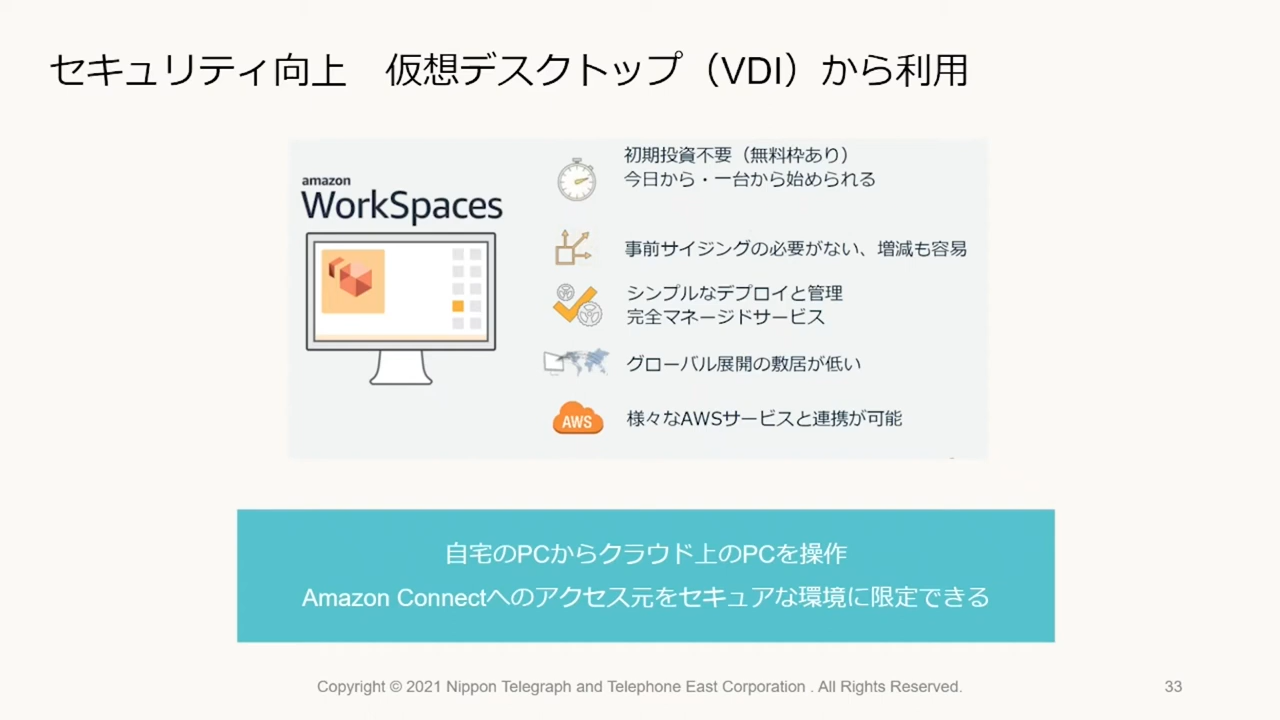 セキュリティ向上　仮想デスクトップ（VDI）から利用
amazon
WorkSpaces
初期投資不要（無料枠あり）
今日から・一台から始められる
事前サイジングの必要がない、増減も容易
シンプルなデプロイと管理
完全マネージドサービス
グローバル展開の敷居が低い
AWS
様々なAWSサービスと連携が可能
自宅のPCからクラウド上のPCを操作
Amazon Connectへのアクセス元をセキュアな環境に限定できる
Copyright © 2021 Nippon Telegraph and Telephone East Corporation . All Rights Reserved.
33